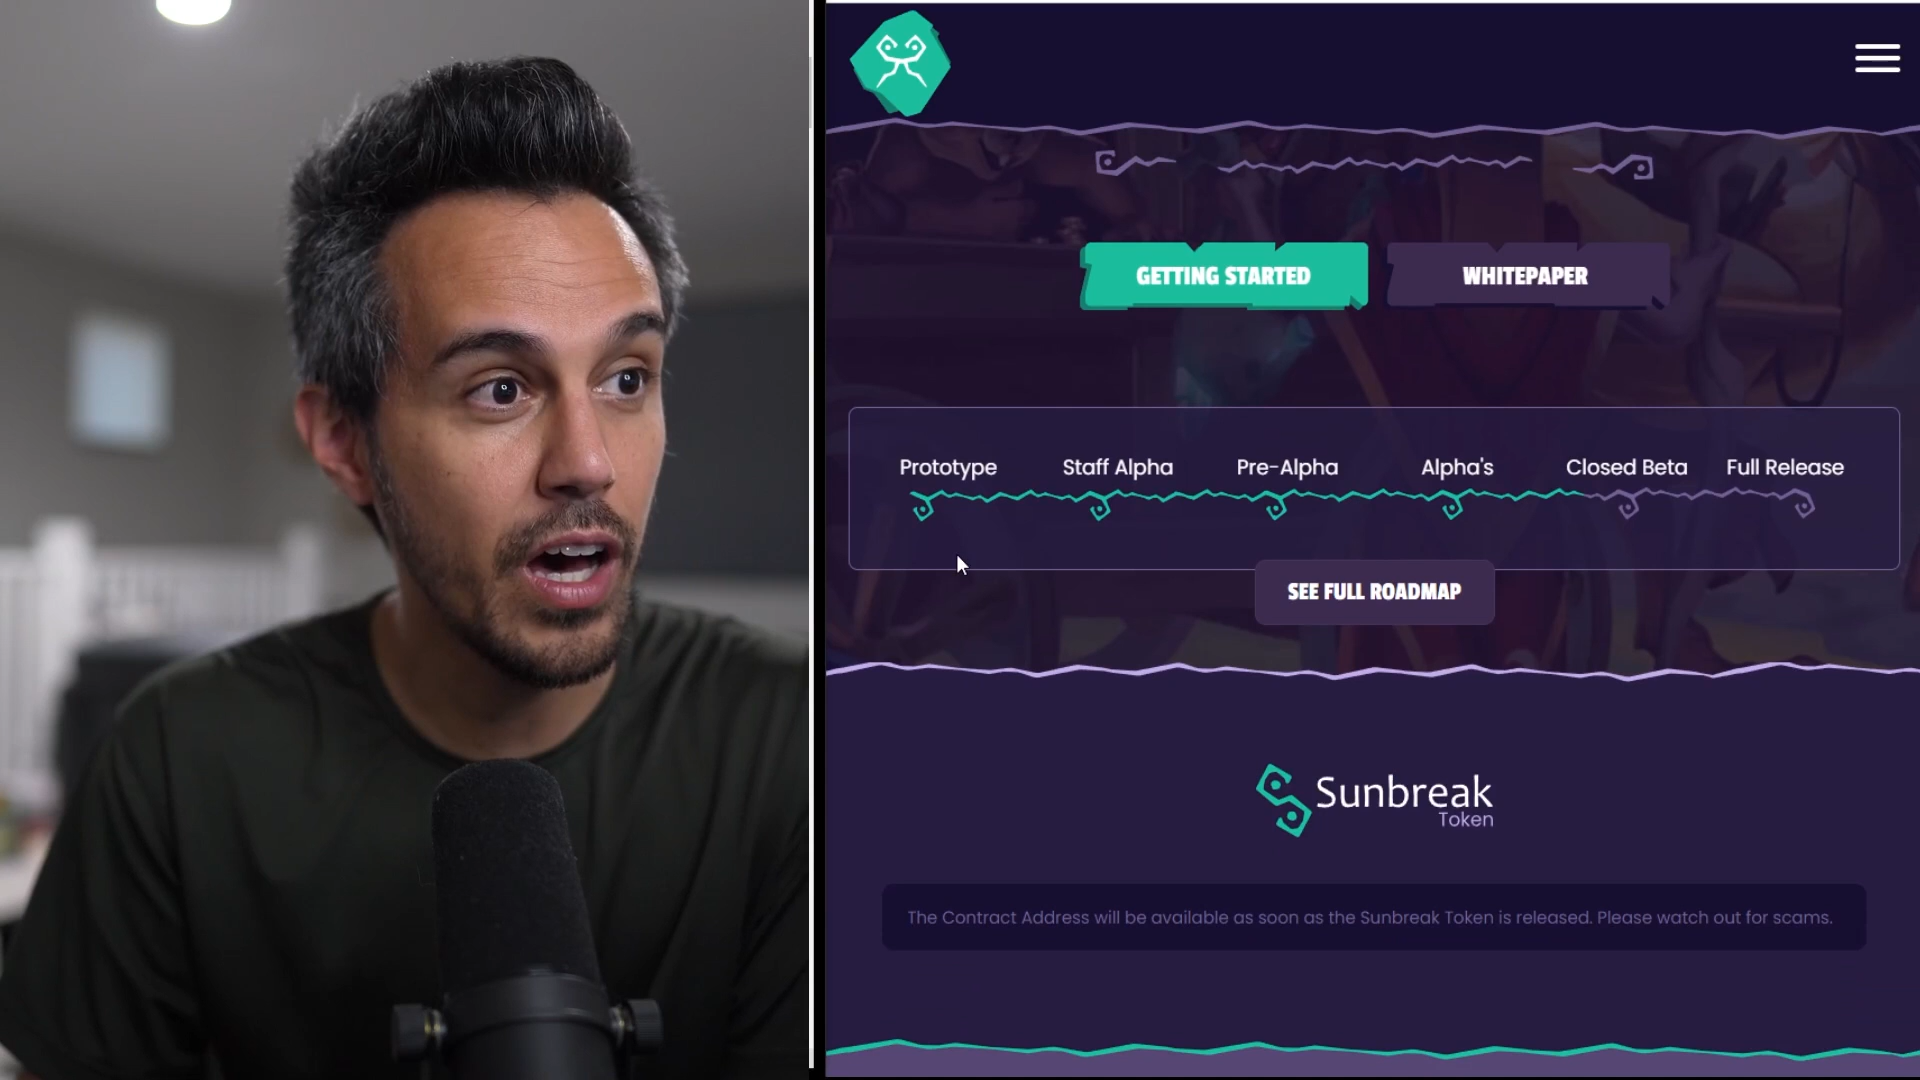 GETTING STARTED
WHITEPAPER
Prototype
Staff Alpha
Pre-Alpha
Alpha's
Closed Beta
Full Release
SEE FULL ROADMAP
Sunbreak
Token
The Contract Address will be available as soon as the Sunbreak Token is released. Please watch out for scams.